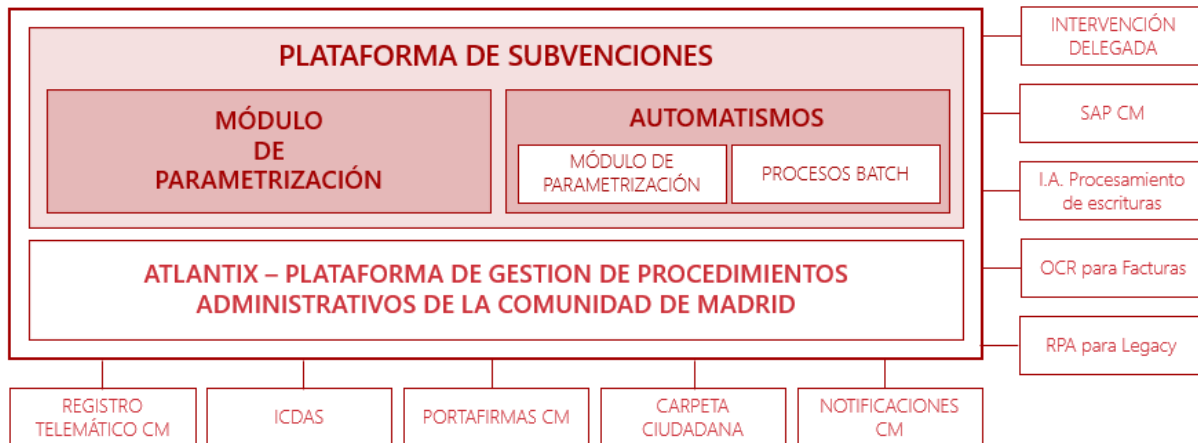 PLATAFORMA DE SUBVENCIONES
MÓDULO
DE
PARAMETRIZACIÓN
AUTOMATISMOS
MÓDULO DE
PARAMETRIZACIÓN
PROCESOS BATCH
ATLANTIX – PLATAFORMA DE GESTION DE PROCEDIMIENTOS
ADMINISTRATIVOS DE LA COMUNIDAD DE MADRID
INTERVENCIÓN
DELEGADA
SAP CM
I.A. Procesamiento
de escrituras
OCR para Facturas
RPA para Legacy
REGISTRO
TELEMÁTICO CM
ICDAS
PORTAFIRMAS CM
CARPETA
CIUDADANA
NOTIFICACIONES
CM